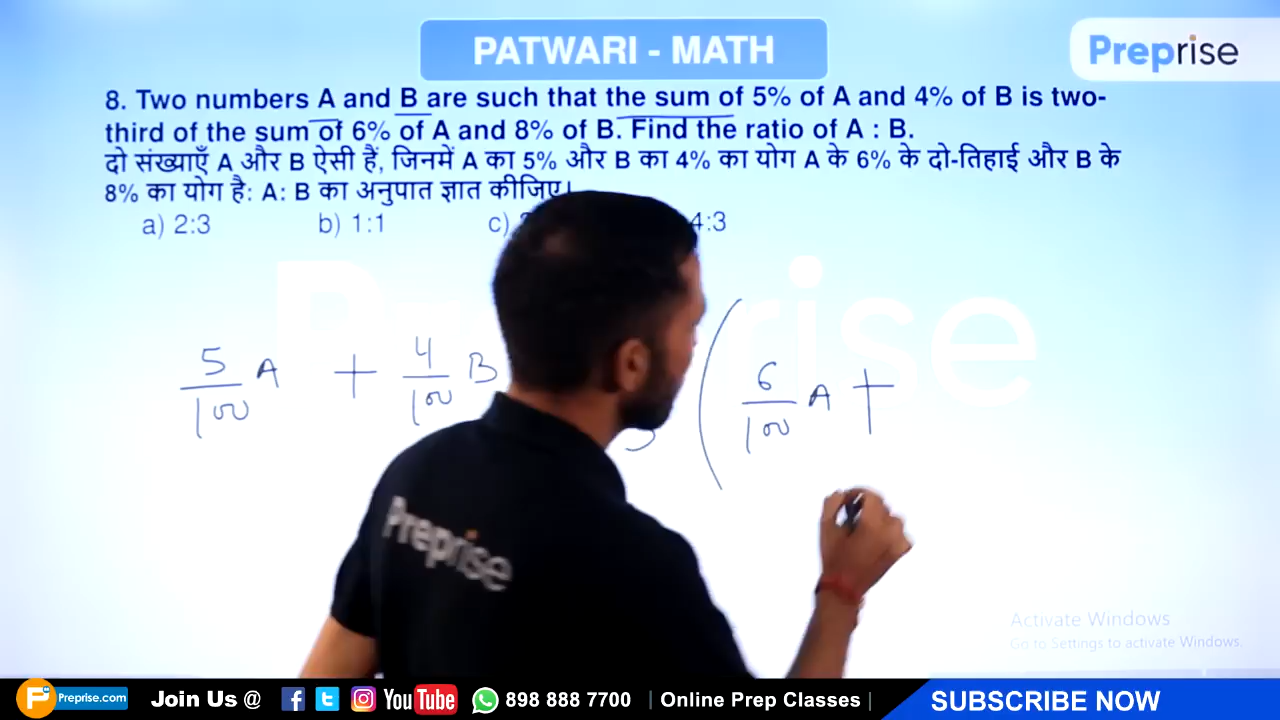 PATWARI - MATH
Preprise
8. Two numbers A and B are such that the sum of 5% of A and 4% of B is two-
third of the sum of 6% of A and 8% of B. Find the ratio of A : B.
दो संख्याएँ A और B ऐसी हैं, जिनमें A का 5% और B का 4% का योग A के 6% के दो-तिहाई और B के
8% का योग है: A: B का अनुपात ज्ञात कीजिए।
a) 2:3 b) 1:1 c) 4:3
5/100 A + 4/100 B ( 6/100 A +
Preprise
Activate Windows
Go to Settings to activate Windows.
Preprise.com Join Us @ YouTube 898 888 7700 | Online Prep Classes | SUBSCRIBE NOW